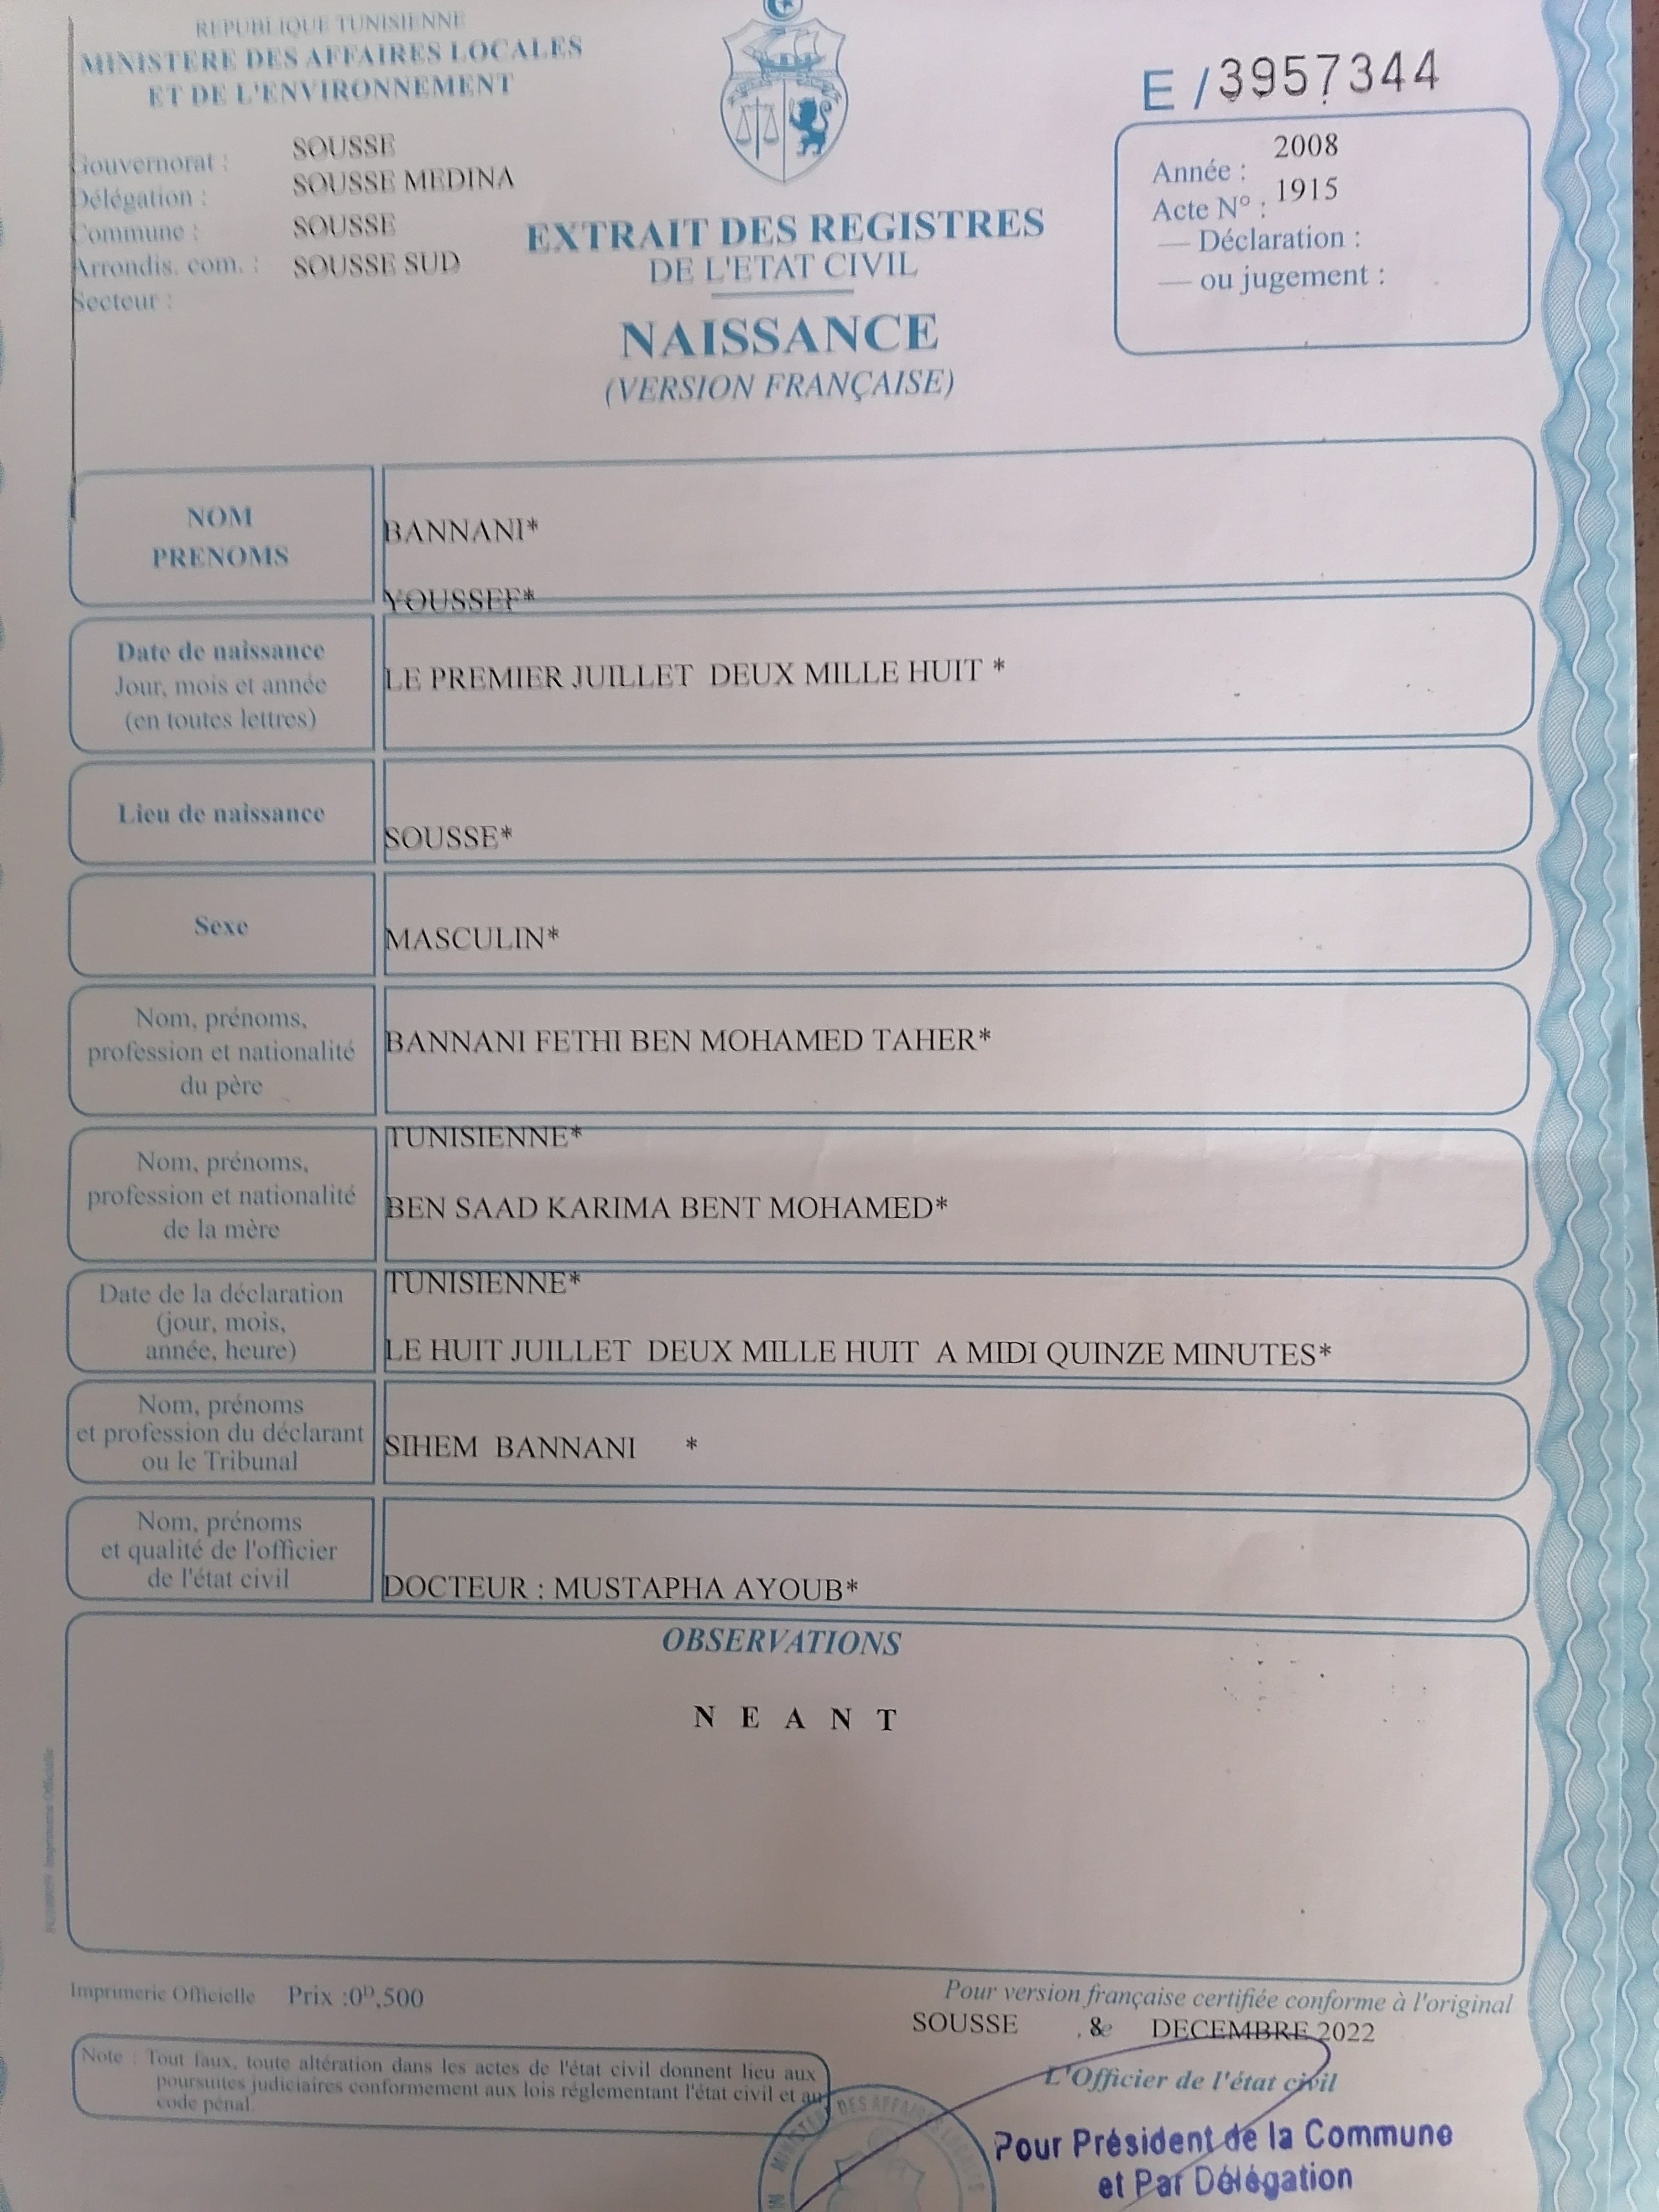 REPUBLIQUE TUNISIENNE
MINISTERE DES AFFAIRES LOCALES
ET DE L'ENVIRONNEMENT
Gouvernorat : SOUSSE
Délégation : SOUSSE MEDINA
Commune : SOUSSE
Arrondis. com. : SOUSSE SUD
Secteur :
EXTRAIT DES REGISTRES
DE L'ETAT CIVIL
NAISSANCE
(VERSION FRANÇAISE)
E /3957344
Année : 2008
Acte N° : 1915
— Déclaration :
— ou jugement :
NOM
PRENOMS
BANNANI*
YOUSSEF*
Date de naissance
Jour, mois et année
(en toutes lettres)
LE PREMIER JUILLET DEUX MILLE HUIT *
Lieu de naissance
SOUSSE*
Sexe
MASCULIN*
Nom, prénoms,
profession et nationalité
du père
BANNANI FETHI BEN MOHAMED TAHER*
TUNISIENNE*
Nom, prénoms,
profession et nationalité
de la mère
BEN SAAD KARIMA BENT MOHAMED*
TUNISIENNE*
Date de la déclaration
(jour, mois,
année, heure)
LE HUIT JUILLET DEUX MILLE HUIT A MIDI QUINZE MINUTES*
Nom, prénoms
et profession du déclarant
ou le Tribunal
SIHEM BANNANI *
Nom, prénoms
et qualité de l'officier
de l'état civil
DOCTEUR : MUSTAPHA AYOUB*
OBSERVATIONS
N E A N T
Imprimerie Officielle
Imprimerie Officielle Prix :0ᴰ,500
Pour version française certifiée conforme à l'original
SOUSSE , 8 DECEMBRE 2022
L'Officier de l'état civil
Note : Tout faux, toute altération dans les actes de l'état civil donnent lieu aux
poursuites judiciaires conformement aux lois réglementant l'état civil et au
code pénal.
MINISTERE DES AFFAIRES LOCALES
Pour Président de la Commune
et Par Délégation